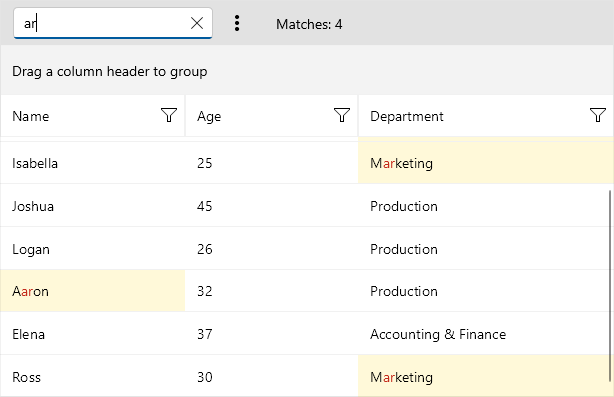 ar Matches: 4
Drag a column header to group
Name Age Department
Isabella 25 Marketing
Joshua 45 Production
Logan 26 Production
Aaron 32 Production
Elena 37 Accounting & Finance
Ross 30 Marketing